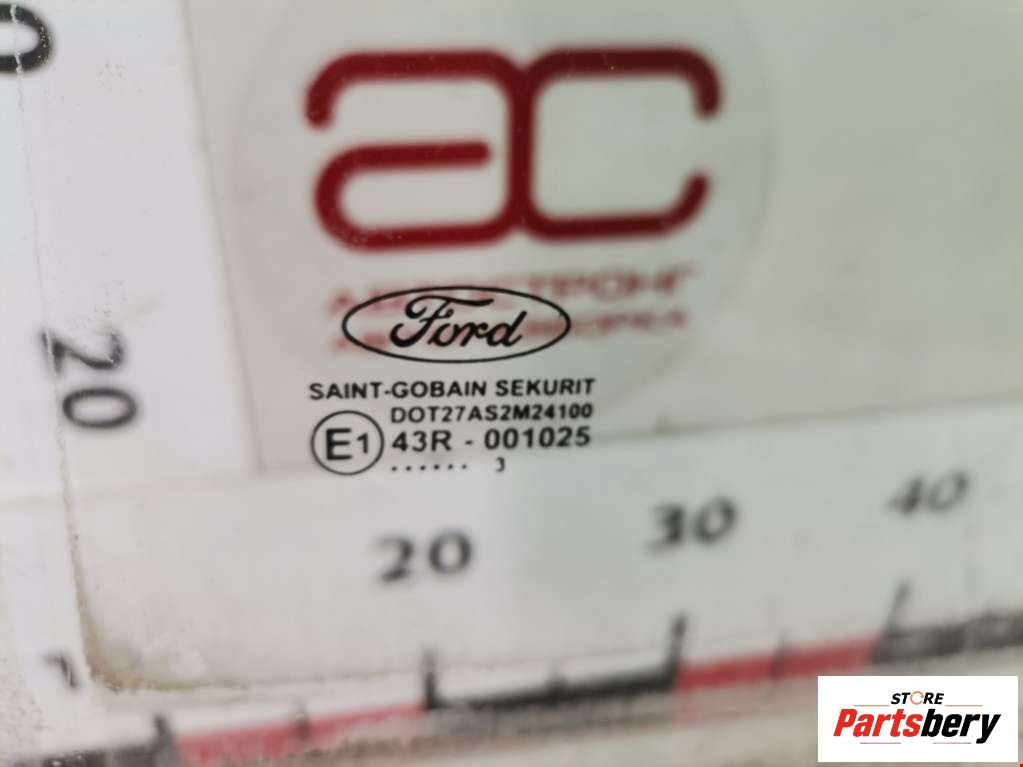 ac
Ford
SAINT-GOBAIN SEKURIT
DOT27AS2M24100
E1 43R - 001025
...... 3
20
20
30
40
STORE
Partsbery